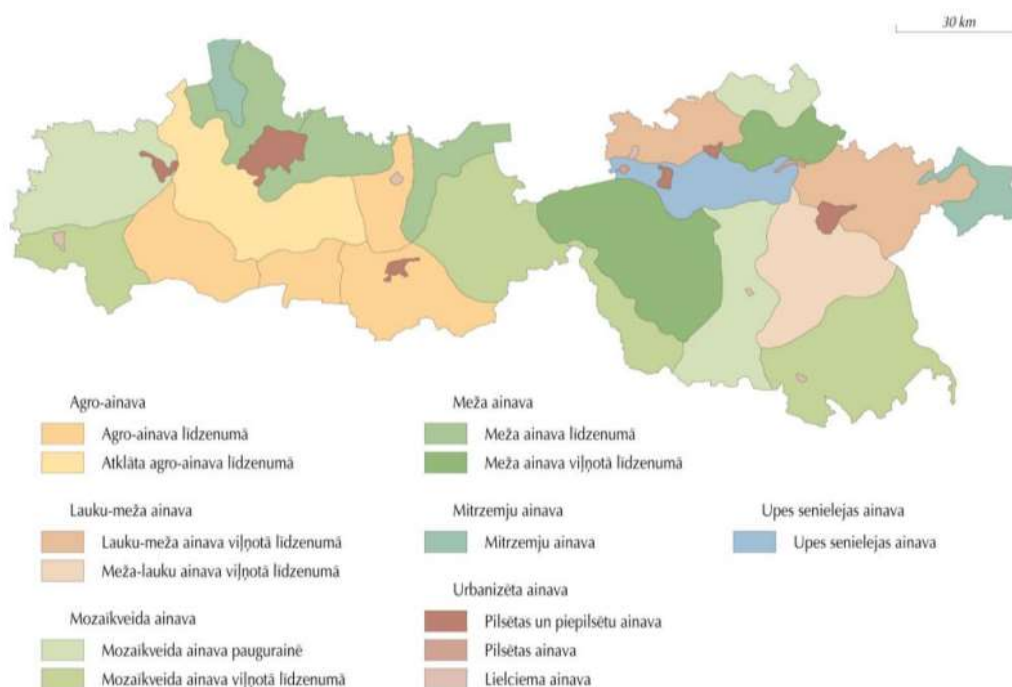 30 km
Agro-ainava
Agro-ainava līdzenumā
Atklāta agro-ainava līdzenumā
Lauku-meža ainava
Lauku-meža ainava viļņotā līdzenumā
Meža-lauku ainava viļņotā līdzenumā
Mozaīkveida ainava
Mozaīkveida ainava paugurainē
Mozaīkveida ainava viļņotā līdzenumā
Meža ainava
Meža ainava līdzenumā
Meža ainava viļņotā līdzenumā
Mitrzemju ainava
Mitrzemju ainava
Urbanizēta ainava
Pilsētas un piepilsētu ainava
Pilsētas ainava
Lielciema ainava
Upes senielejas ainava
Upes senielejas ainava